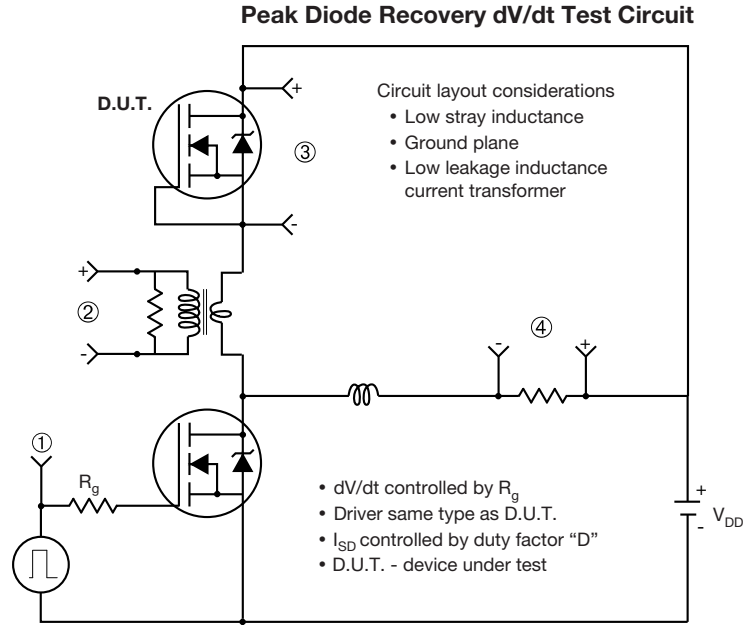 Peak Diode Recovery dV/dt Test Circuit
D.U.T.
+
-
③
Circuit layout considerations
• Low stray inductance
• Ground plane
• Low leakage inductance
current transformer
+
②
-
④
-
+
①
Rg
• dV/dt controlled by Rg
• Driver same type as D.U.T.
• ISD controlled by duty factor “D”
• D.U.T. - device under test
+
-
VDD